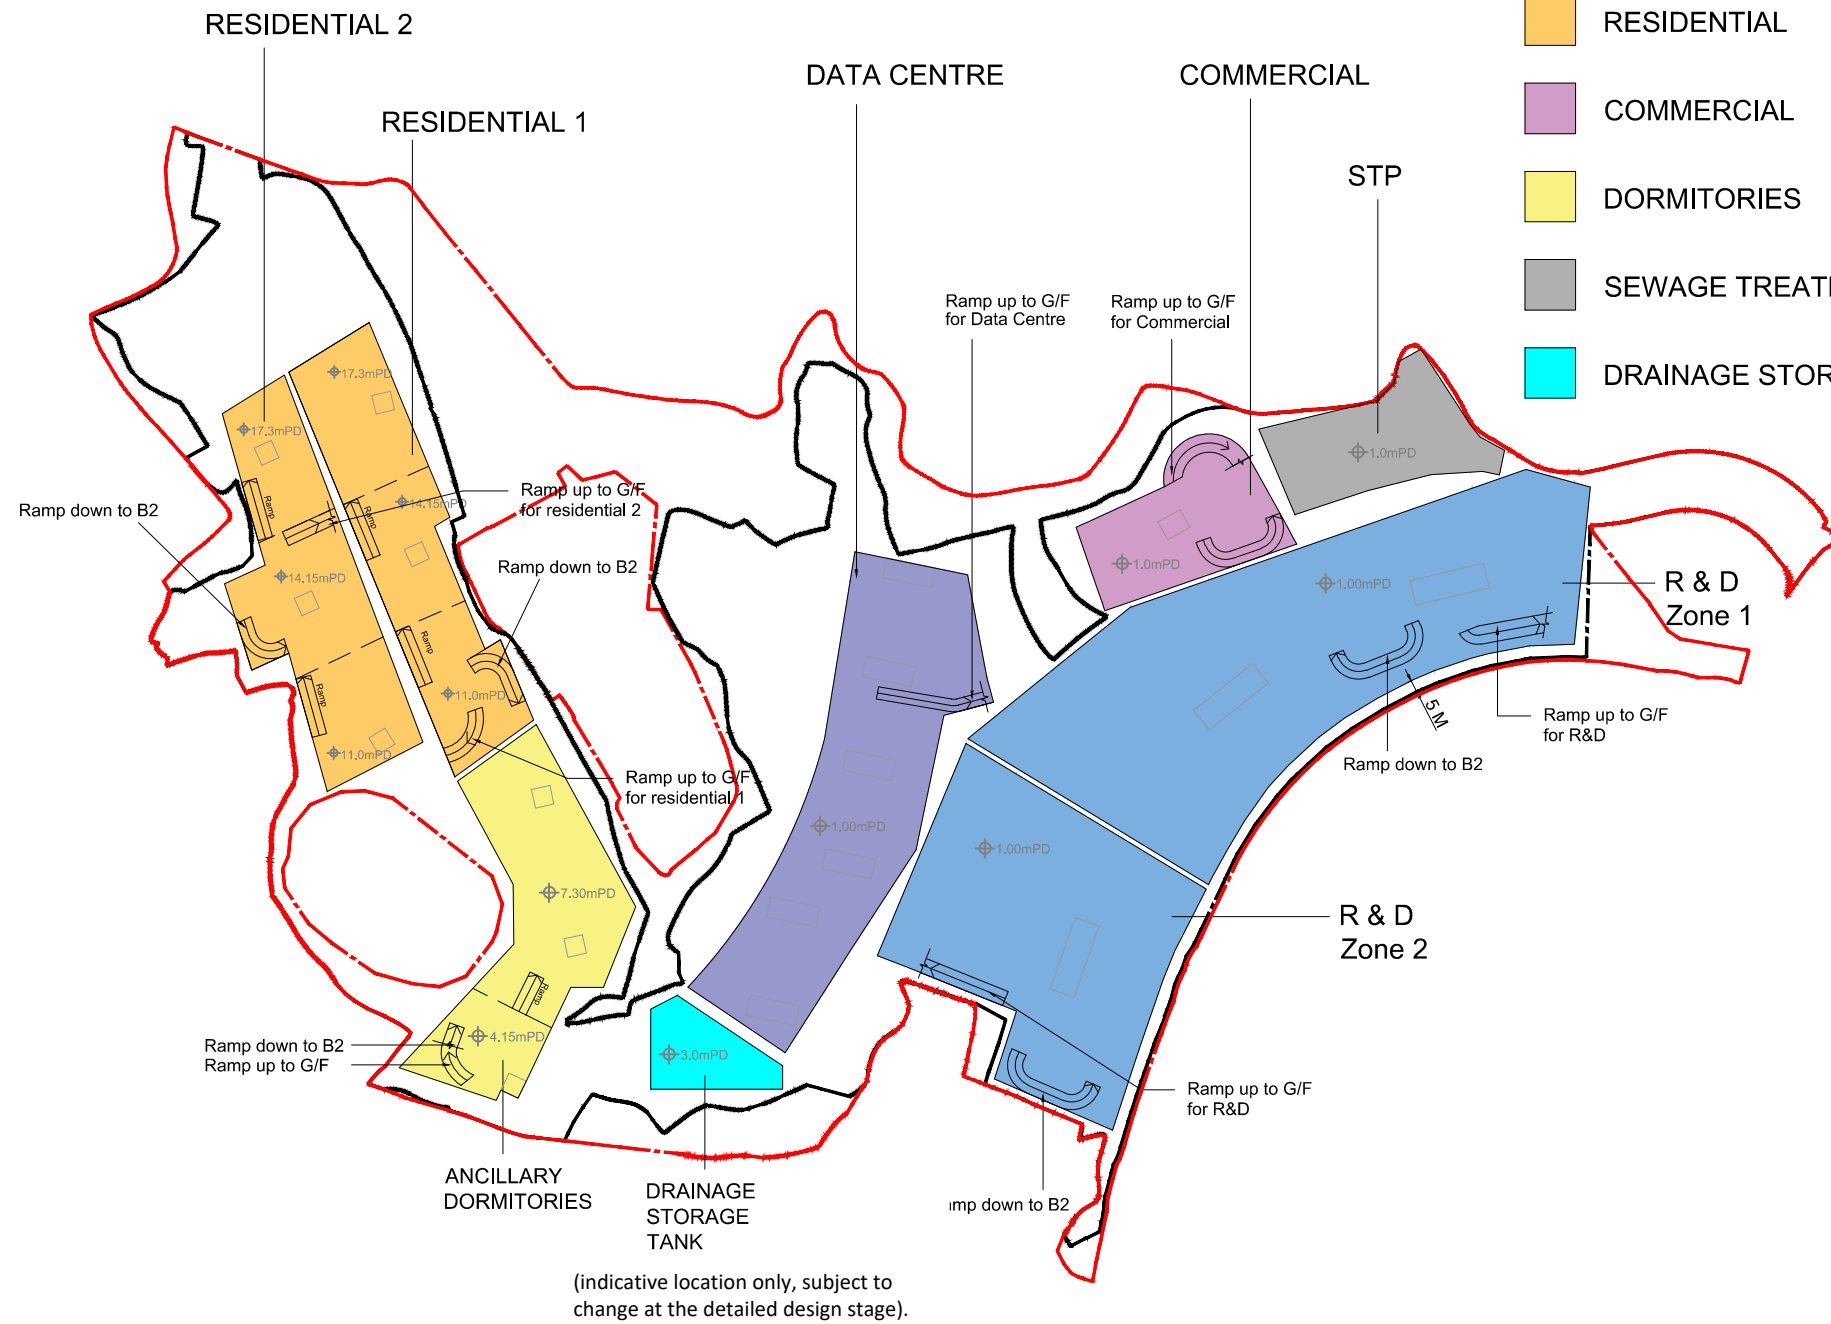 RESIDENTIAL 2
RESIDENTIAL 1
DATA CENTRE
COMMERCIAL
STP
RESIDENTIAL
COMMERCIAL
DORMITORIES
SEWAGE
DRAINAGE
Ramp up to G/F
for Data Centre
Ramp up to G/F
for Commercial
17.3mPD
17.3mPD
14.15mPD
14.15mPD
11.0mPD
11.0mPD
Ramp
Ramp
Ramp
Ramp
Ramp down to B2
Ramp up to G/F
for residential 2
Ramp down to B2
Ramp up to G/F
for residential 1
1.0mPD
1.0mPD
1.00mPD
R & D
Zone 1
5 M
Ramp up to G/F
for R&D
Ramp down to B2
1.00mPD
1.00mPD
7.30mPD
R & D
Zone 2
Ramp
4.15mPD
3.0mPD
Ramp down to B2
Ramp up to G/F
Ramp up to G/F
for R&D
ANCILLARY
DORMITORIES
DRAINAGE
STORAGE
TANK
down to B2
(indicative location only, subject to
change at the detailed design stage).